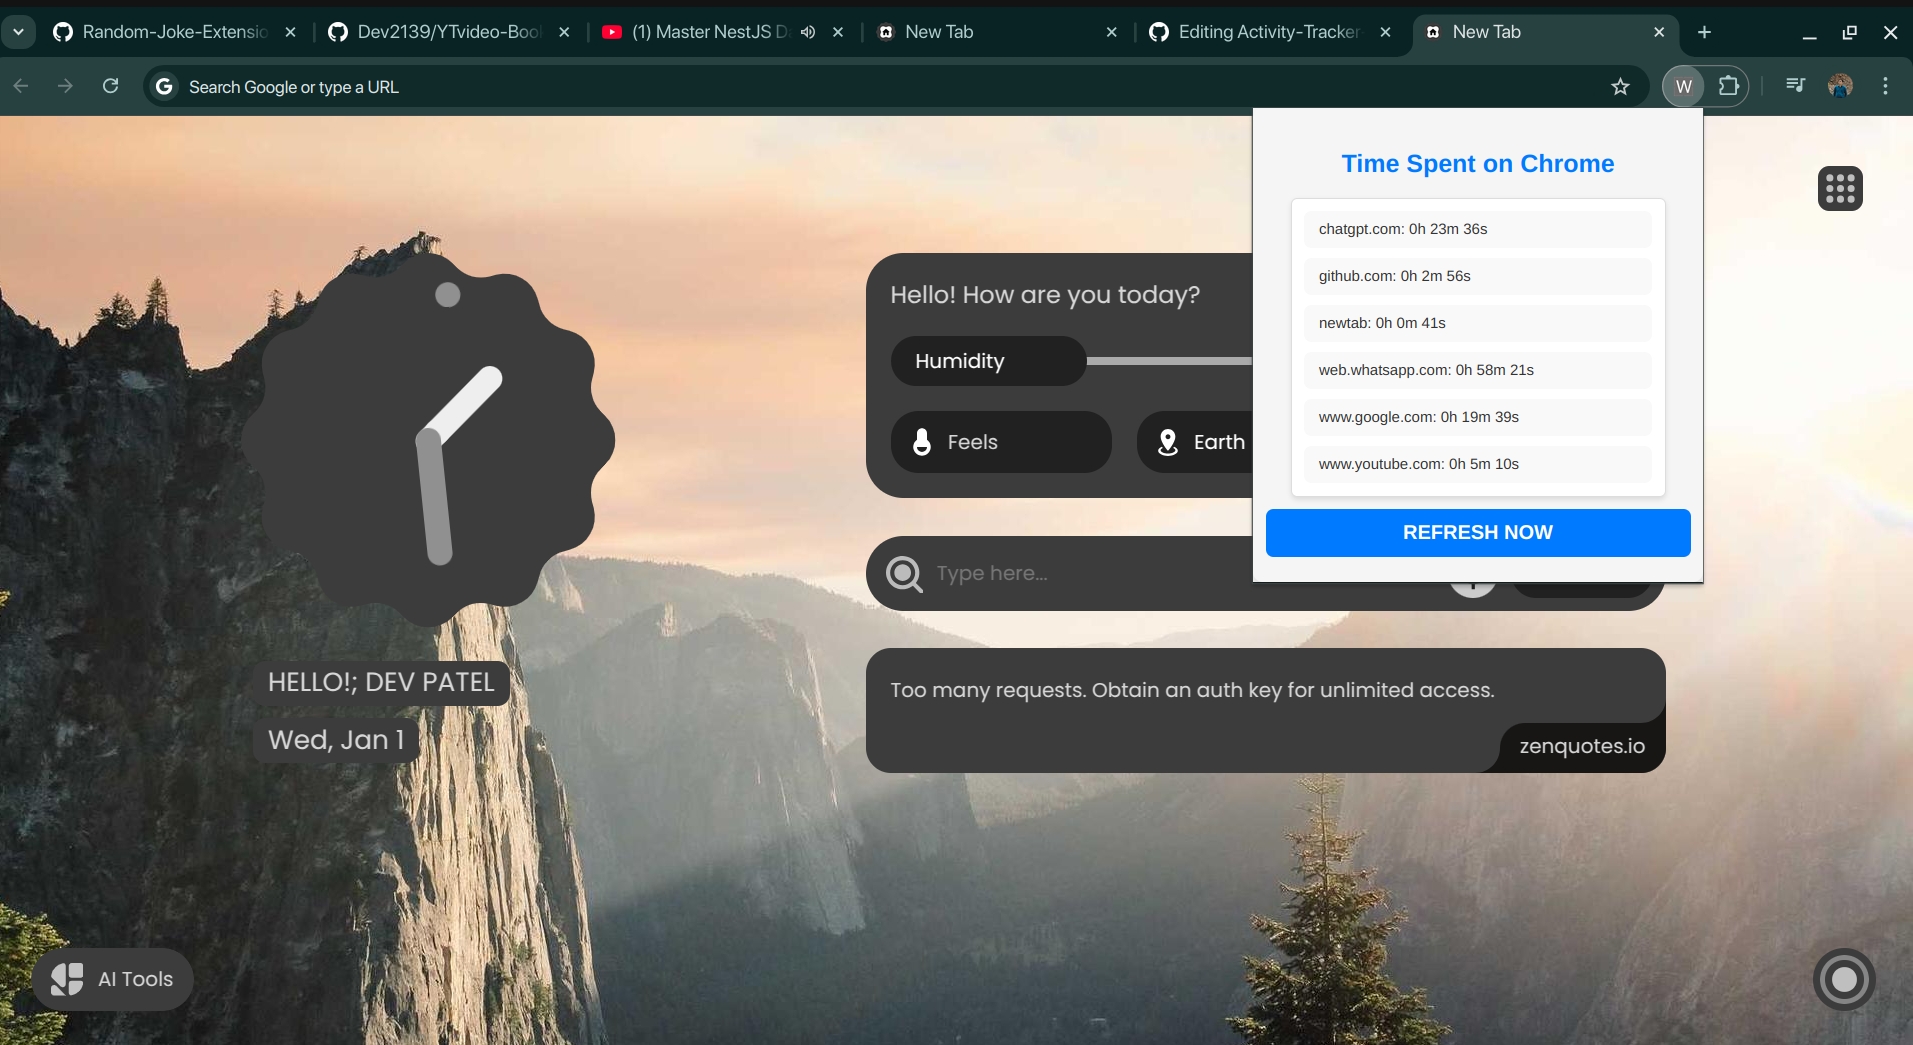 Random-Joke-Extensio
Dev2139/YTvideo-Boo
(1) Master NestJS D
New Tab
Editing Activity-Tracker-
New Tab
Search Google or type a URL
W
Time Spent on Chrome
chatgpt.com: 0h 23m 36s
github.com: 0h 2m 56s
newtab: 0h 0m 41s
web.whatsapp.com: 0h 58m 21s
www.google.com: 0h 19m 39s
www.youtube.com: 0h 5m 10s
REFRESH NOW
Hello! How are you today?
Humidity
Feels
Earth
Type here...
Too many requests. Obtain an auth key for unlimited access.
zenquotes.io
HELLO!; DEV PATEL
Wed, Jan 1
AI Tools